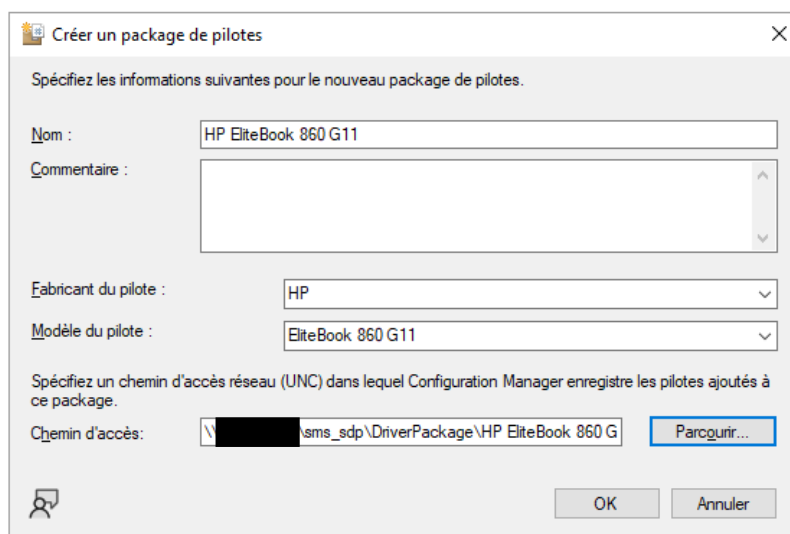 Créer un package de pilotes
Spécifiez les informations suivantes pour le nouveau package de pilotes.
Nom :
HP EliteBook 860 G11
Commentaire :
Fabricant du pilote :
HP
Modèle du pilote :
EliteBook 860 G11
Spécifiez un chemin d'accès réseau (UNC) dans lequel Configuration Manager enregistre les pilotes ajoutés à
ce package.
Chemin d'accès:
\\ \sms_sdp\DriverPackage\HP EliteBook 860 G
Parcourir...
OK
Annuler